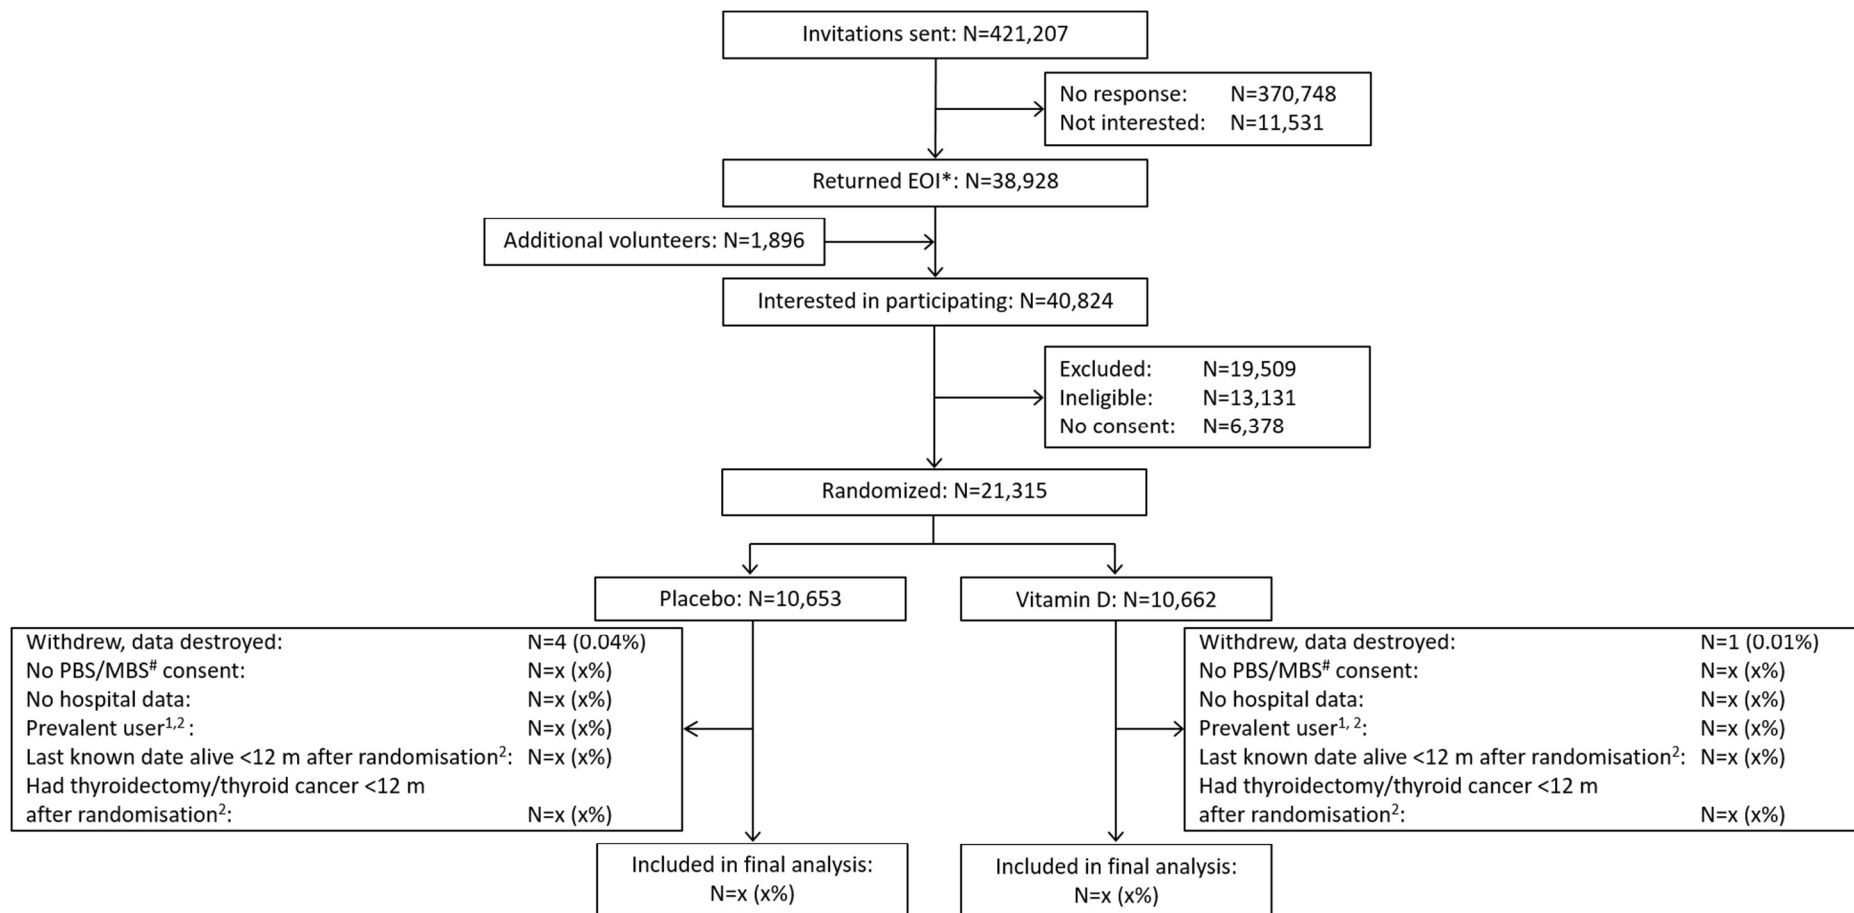 Invitations sent: N=421,207
No response: N=370,748
Not interested: N=11,531
Returned EOI*: N=38,928
Additional volunteers: N=1,896
Interested in participating: N=40,824
Excluded: N=19,509
Ineligible: N=13,131
No consent: N=6,378
Randomized: N=21,315
Placebo: N=10,653
Vitamin D: N=10,662
Withdrew, data destroyed: N=4 (0.04%)
No PBS/MBS# consent: N=x (x%)
No hospital data: N=x (x%)
Prevalent user1,2 : N=x (x%)
Last known date alive <12 m after randomisation2: N=x (x%)
Had thyroidectomy/thyroid cancer <12 m
after randomisation2: N=x (x%)
Withdrew, data destroyed: N=1 (0.01%)
No PBS/MBS# consent: N=x (x%)
No hospital data: N=x (x%)
Prevalent user1, 2: N=x (x%)
Last known date alive <12 m after randomisation2: N=x (x%)
Had thyroidectomy/thyroid cancer <12 m
after randomisation2: N=x (x%)
Included in final analysis:
N=x (x%)
Included in final analysis:
N=x (x%)